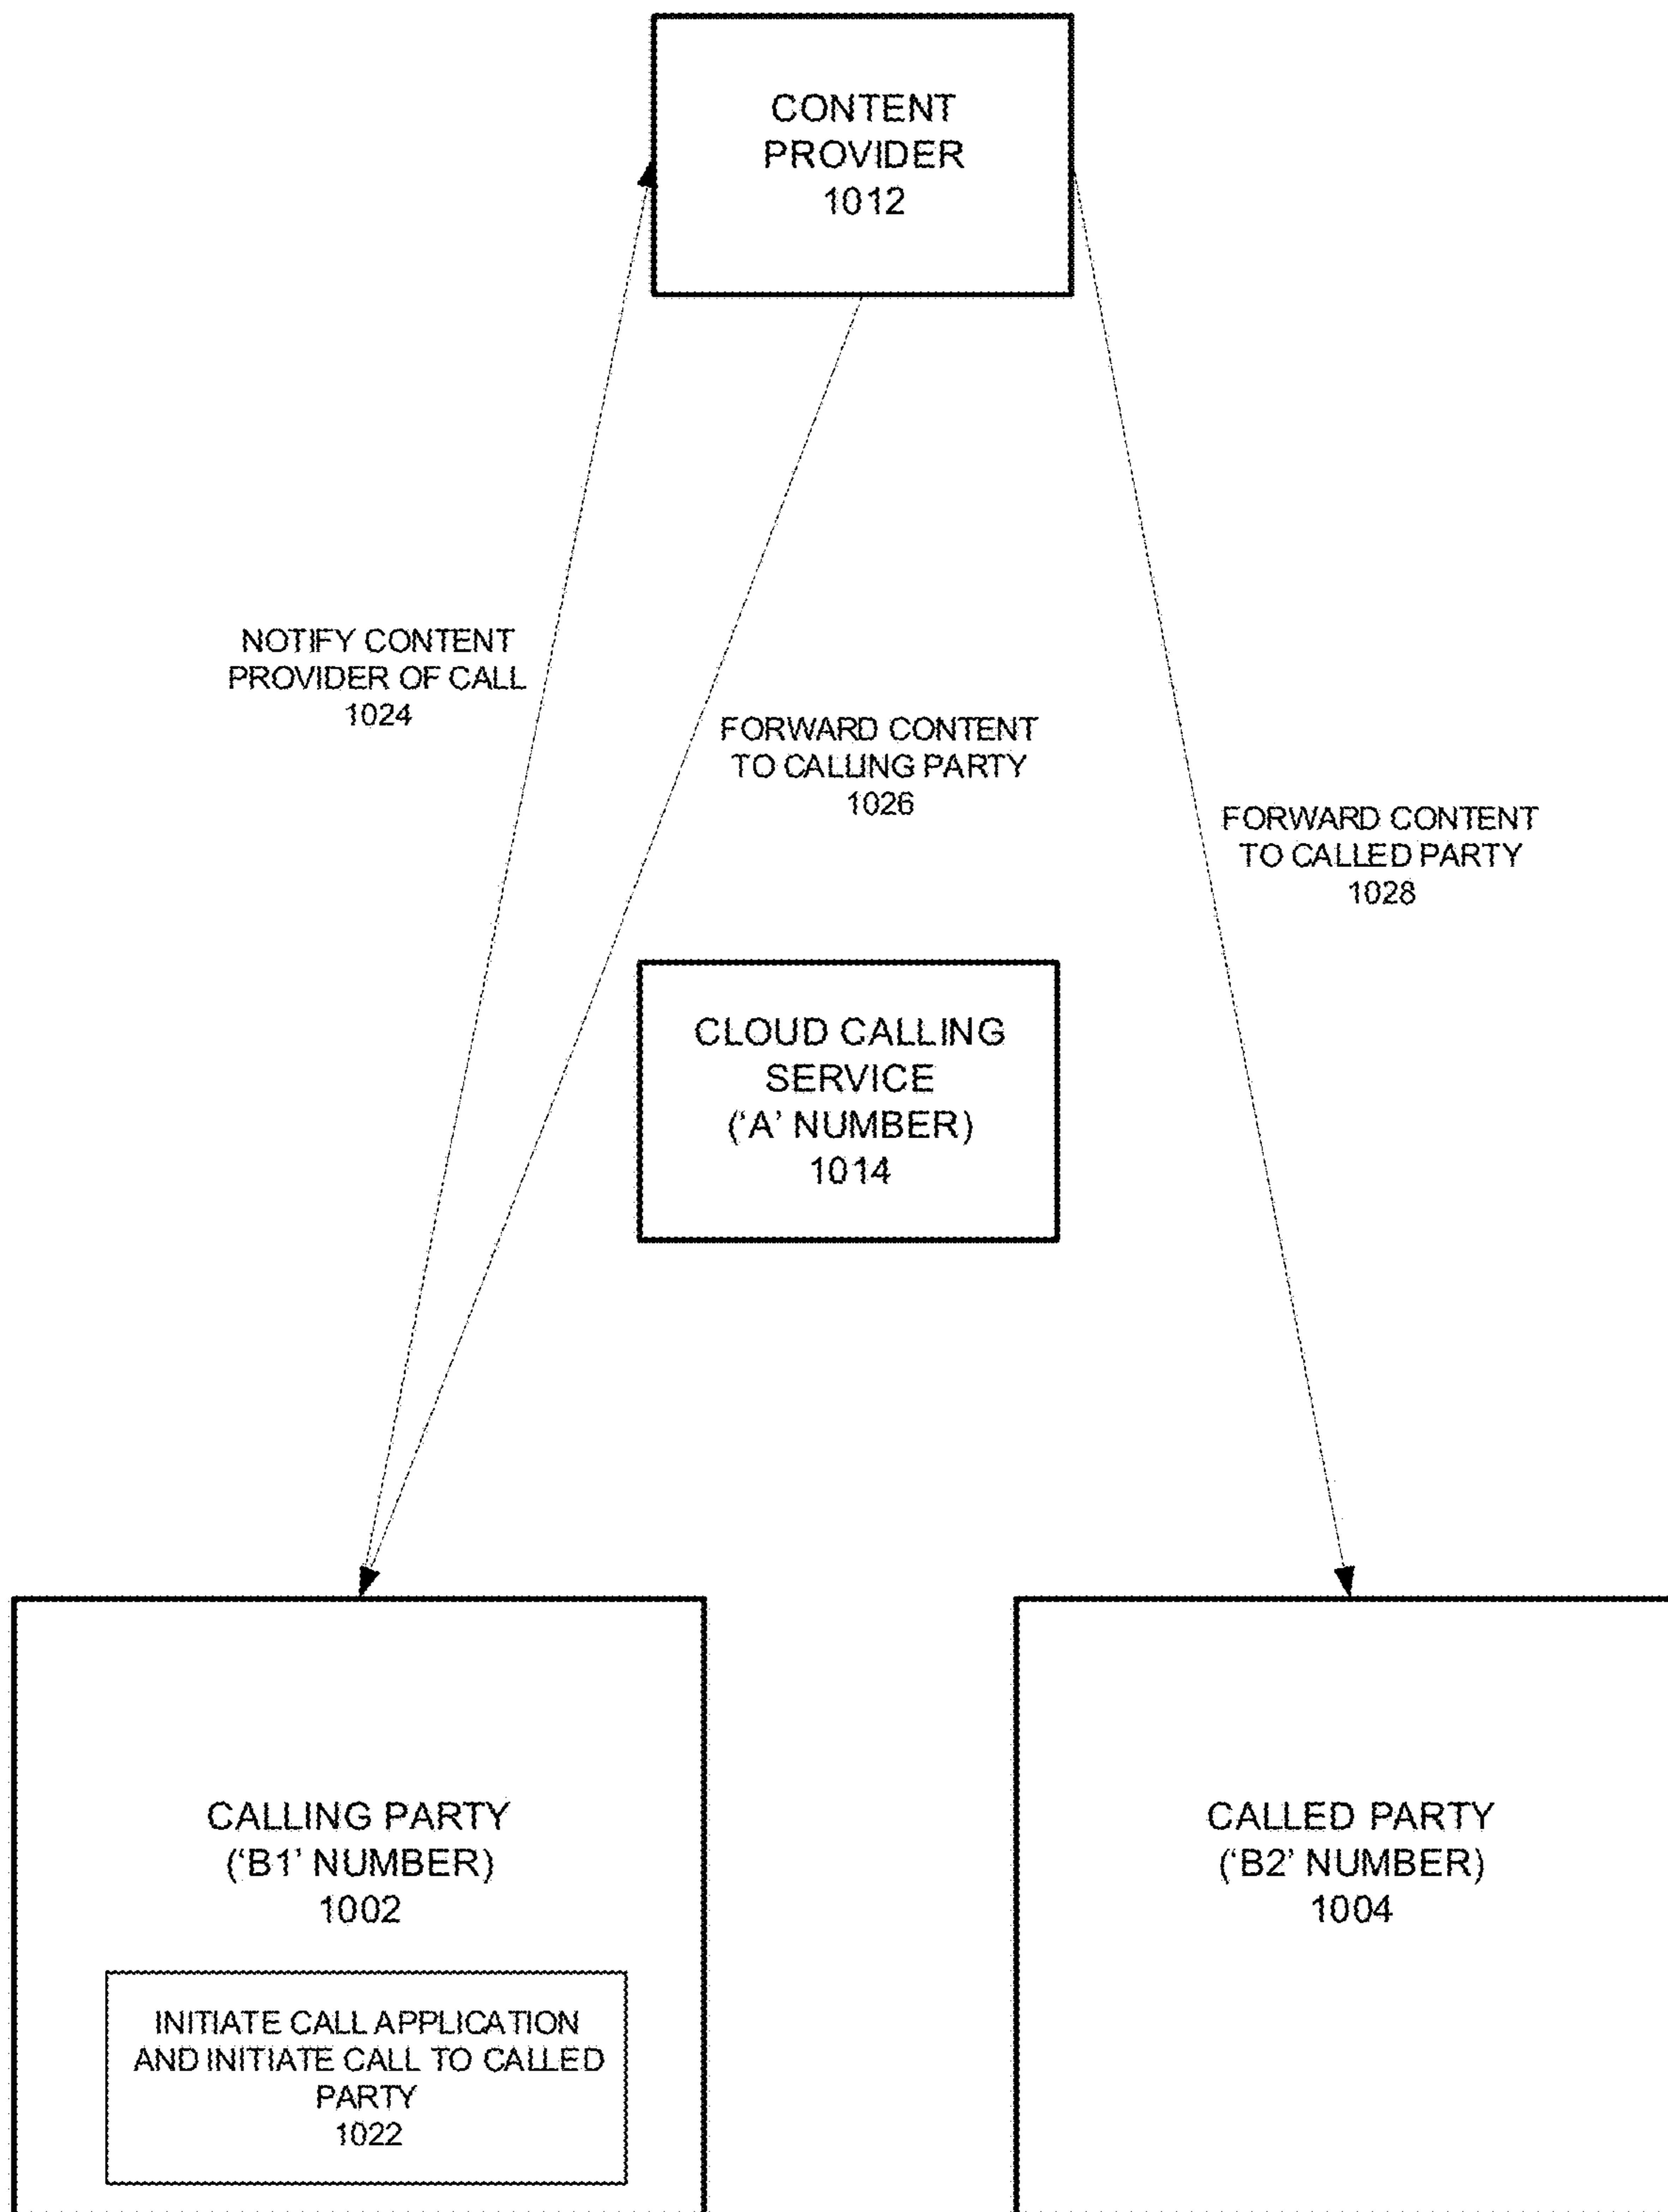 CONTENT
PROVIDER
1012
NOTIFY CONTENT
PROVIDER OF CALL
1024
FORWARD CONTENT
TO CALLING PARTY
1026
FORWARD CONTENT
TO CALLED PARTY
1028
CLOUD CALLING
SERVICE
(‘A’ NUMBER)
1014
CALLING PARTY
(‘B1’ NUMBER)
1002
INITIATE CALL APPLICATION
AND INITIATE CALL TO CALLED
PARTY
1022
CALLED PARTY
(‘B2’ NUMBER)
1004